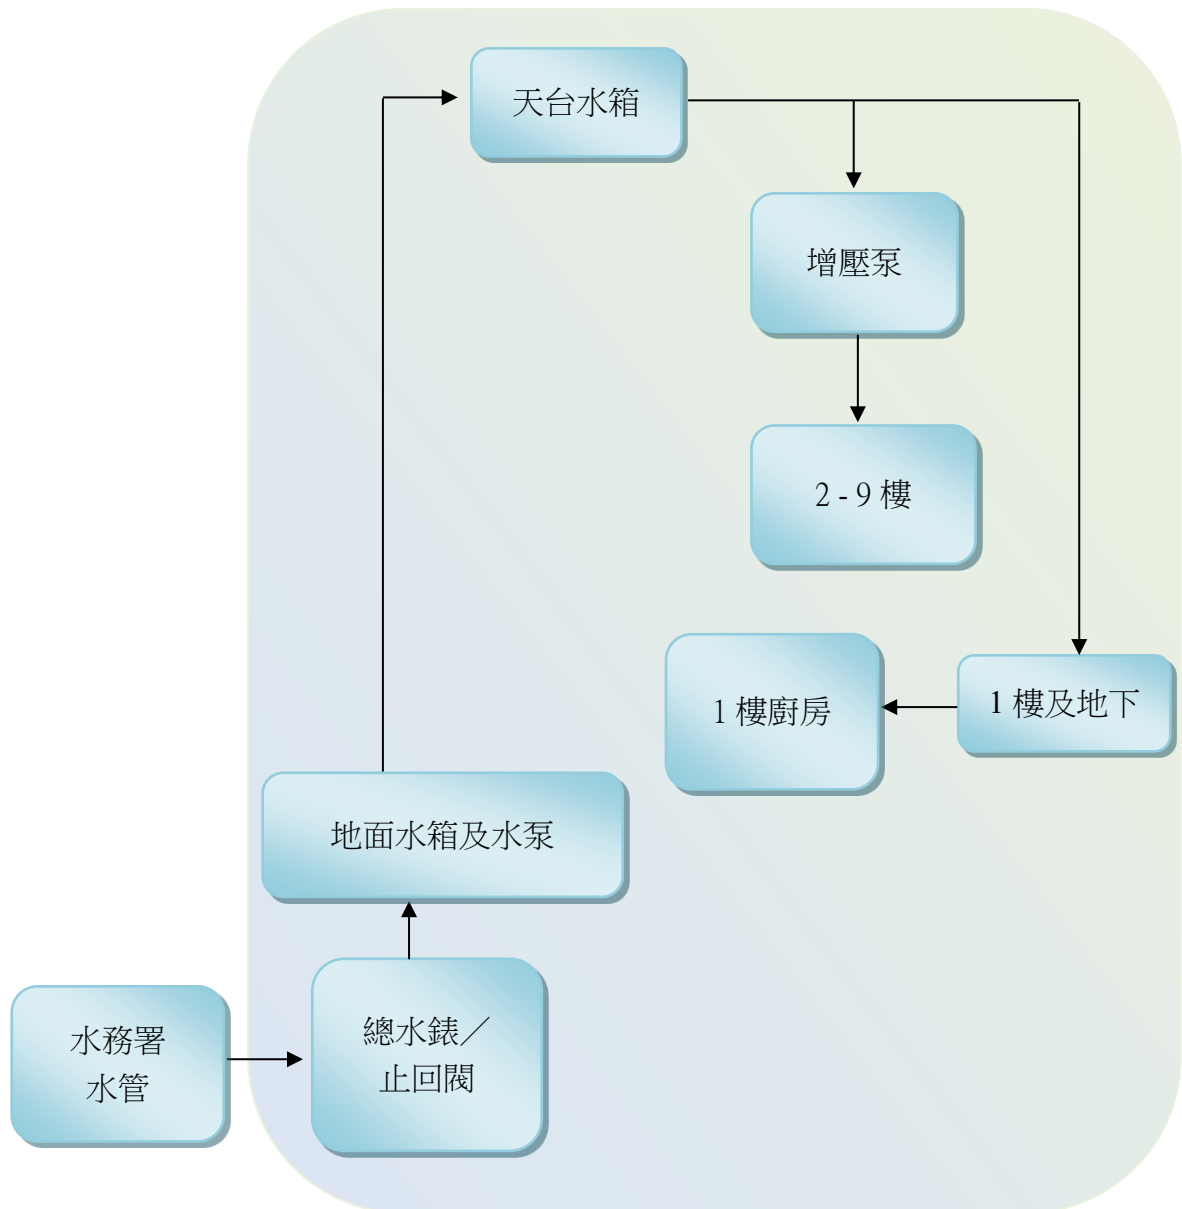 天台水箱
增壓泵
2 - 9 樓
1 樓廚房
1 樓及地下
地面水箱及水泵
水務署
水管
總水錶／
止回閥